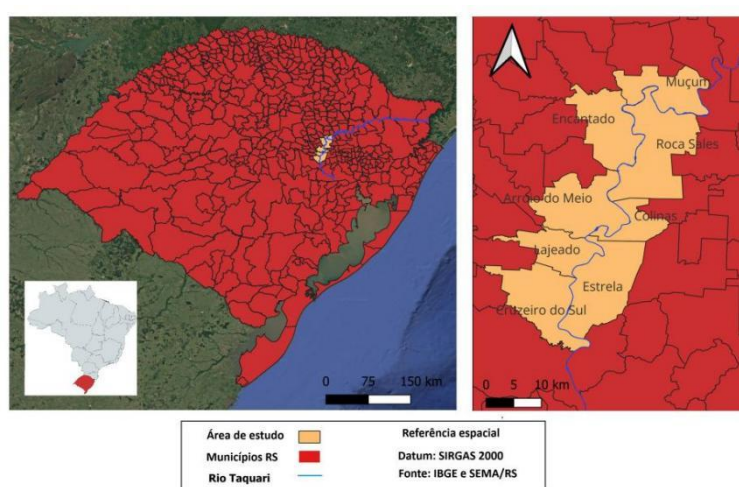 0 75 150 km
Muçum
Encantado
Roca Sales
Arroio do Meio
Colinas
Lajeado
Estrela
Cruzeiro do Sul
0 5 10 km
Área de estudo
Municípios RS
Rio Taquari
Referência espacial
Datum: SIRGAS 2000
Fonte: IBGE e SEMA/RS